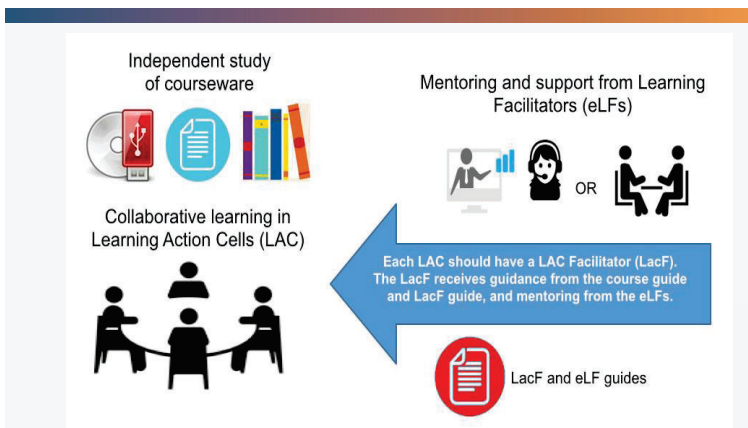 Independent study
of courseware
Collaborative learning in
Learning Action Cells (LAC)
Mentoring and support from Learning
Facilitators (eLFs)
OR
Each LAC should have a LAC Facilitator (LacF).
The LacF receives guidance from the course guide
and LacF guide, and mentoring from the eLFs.
LacF and eLF guides